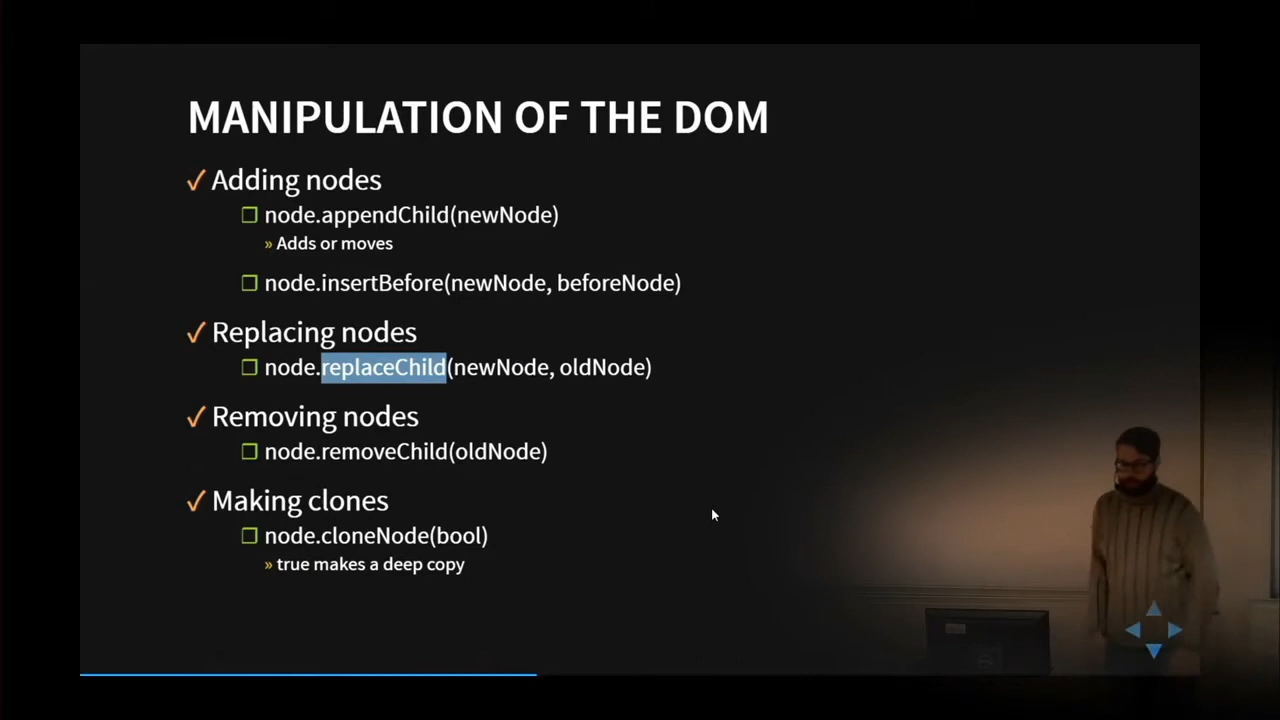 MANIPULATION OF THE DOM
✓ Adding nodes
❐ node.appendChild(newNode)
» Adds or moves
❐ node.insertBefore(newNode, beforeNode)
✓ Replacing nodes
❐ node.replaceChild(newNode, oldNode)
✓ Removing nodes
❐ node.removeChild(oldNode)
✓ Making clones
❐ node.cloneNode(bool)
» true makes a deep copy